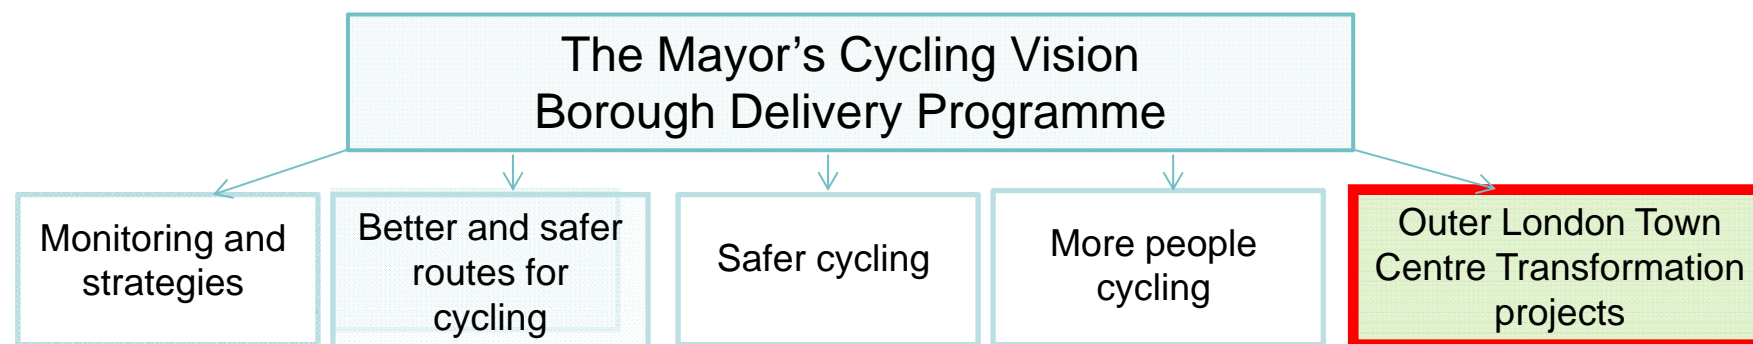 The Mayor’s Cycling Vision
Borough Delivery Programme
Monitoring and
strategies
Better and safer
routes for
cycling
Safer cycling
More people
cycling
Outer London Town
Centre Transformation
projects